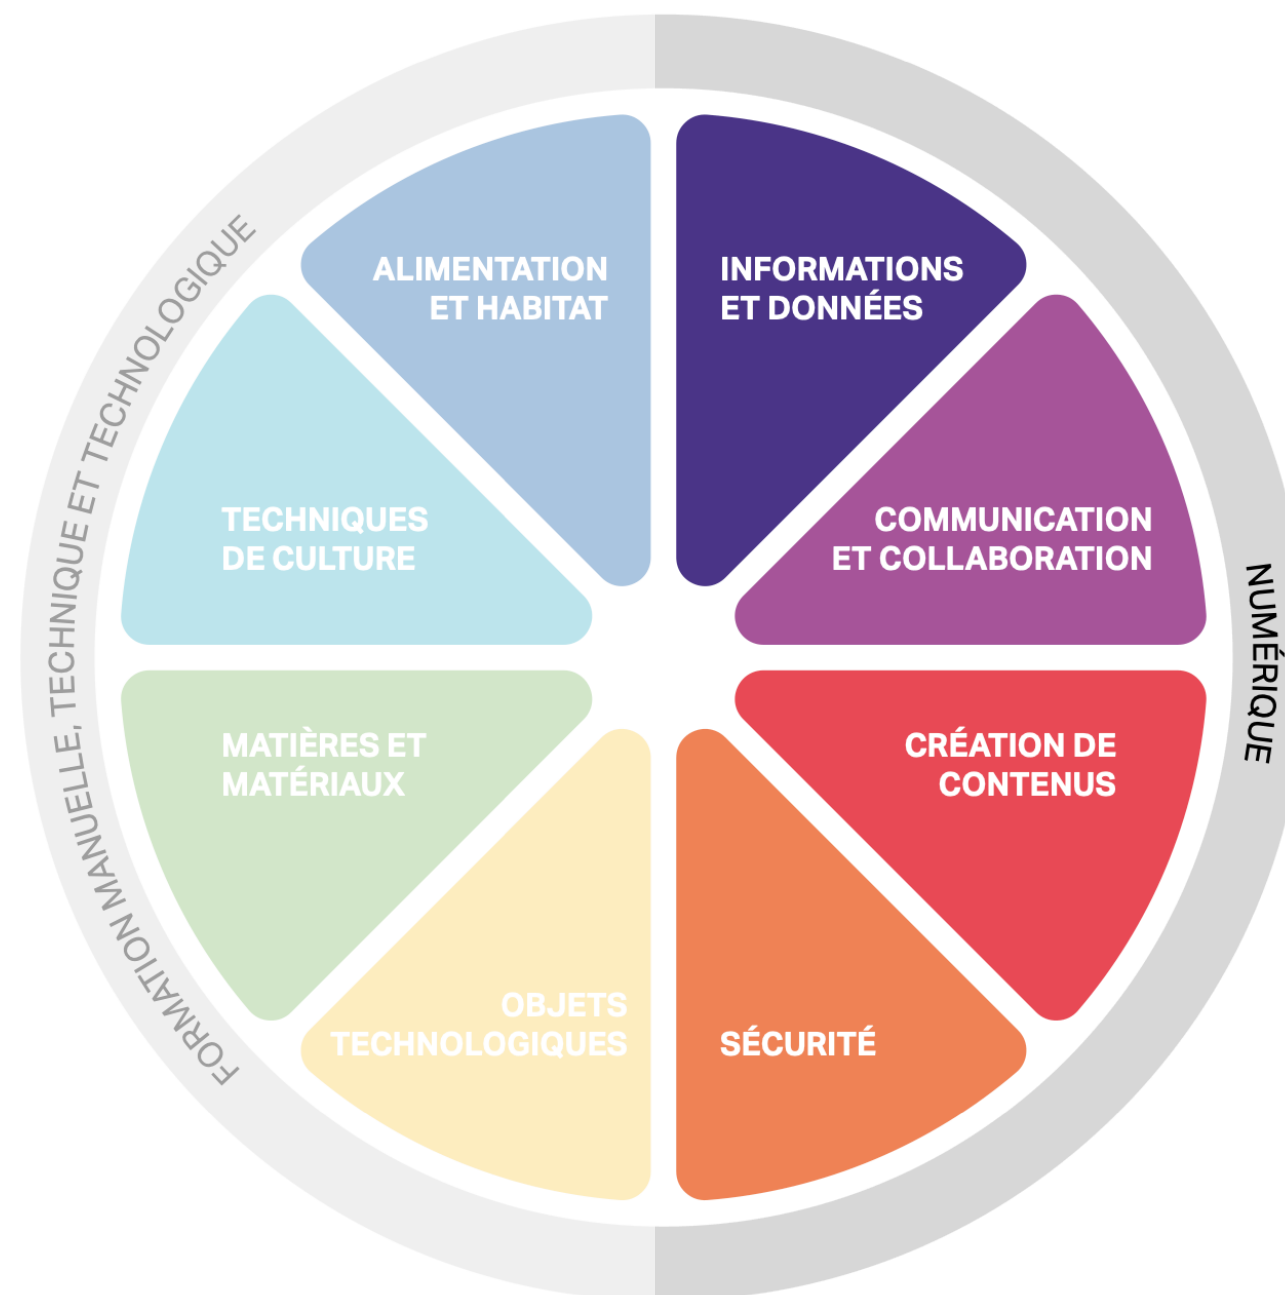 ALIMENTATION
ET HABITAT
INFORMATIONS
ET DONNÉES
TECHNIQUES
DE CULTURE
COMMUNICATION
ET COLLABORATION
MATIÈRES ET
MATÉRIAUX
CRÉATION DE
CONTENUS
OBJETS
TECHNOLOGIQUES
SÉCURITÉ
FORMATION MANUELLE, TECHNIQUE ET TECHNOLOGIQUE
NUMÉRIQUE